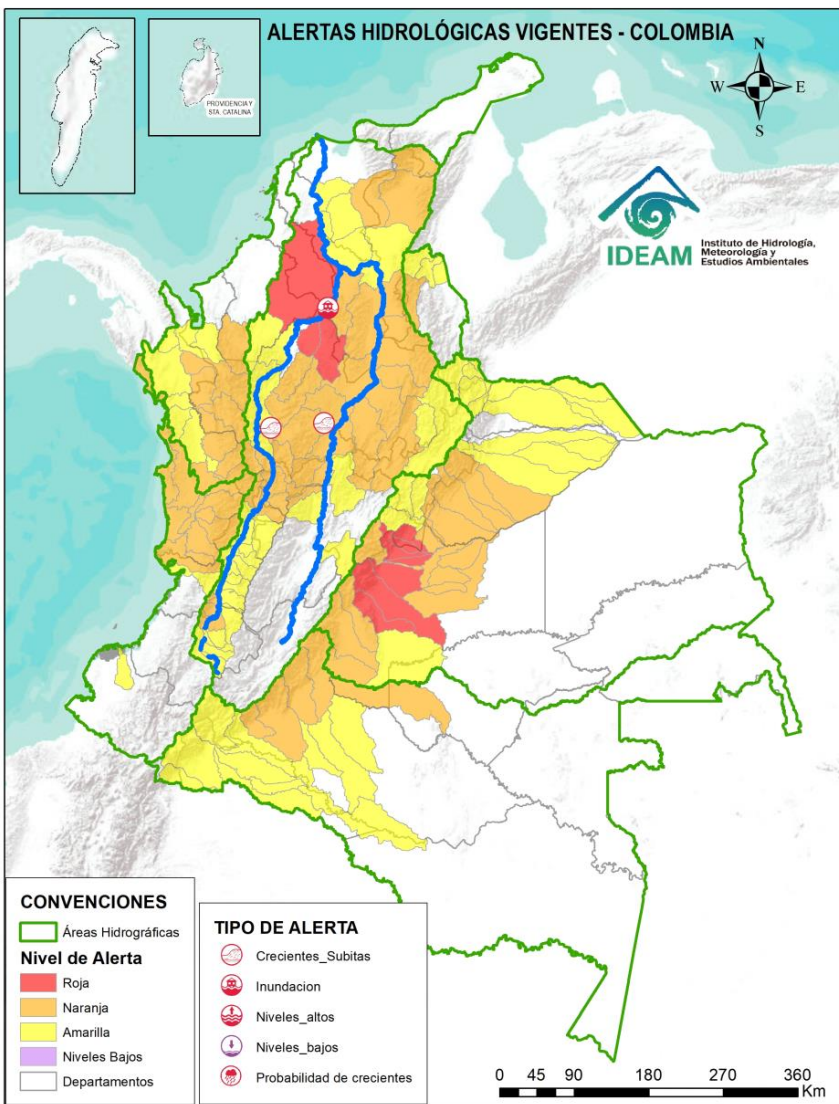 ALERTAS HIDROLÓGICAS VIGENTES - COLOMBIA
PROVIDENCIA Y
STA. CATALINA
N
W E
S
IDEAM
Instituto de Hidrología,
Meteorología y
Estudios Ambientales
CONVENCIONES
Áreas Hidrográficas
Nivel de Alerta
Roja
Naranja
Amarilla
Niveles Bajos
Departamentos
TIPO DE ALERTA
Crecientes_Subitas
Inundacion
Niveles_altos
Niveles_bajos
Probabilidad de crecientes
0 45 90 180 270 360
Km